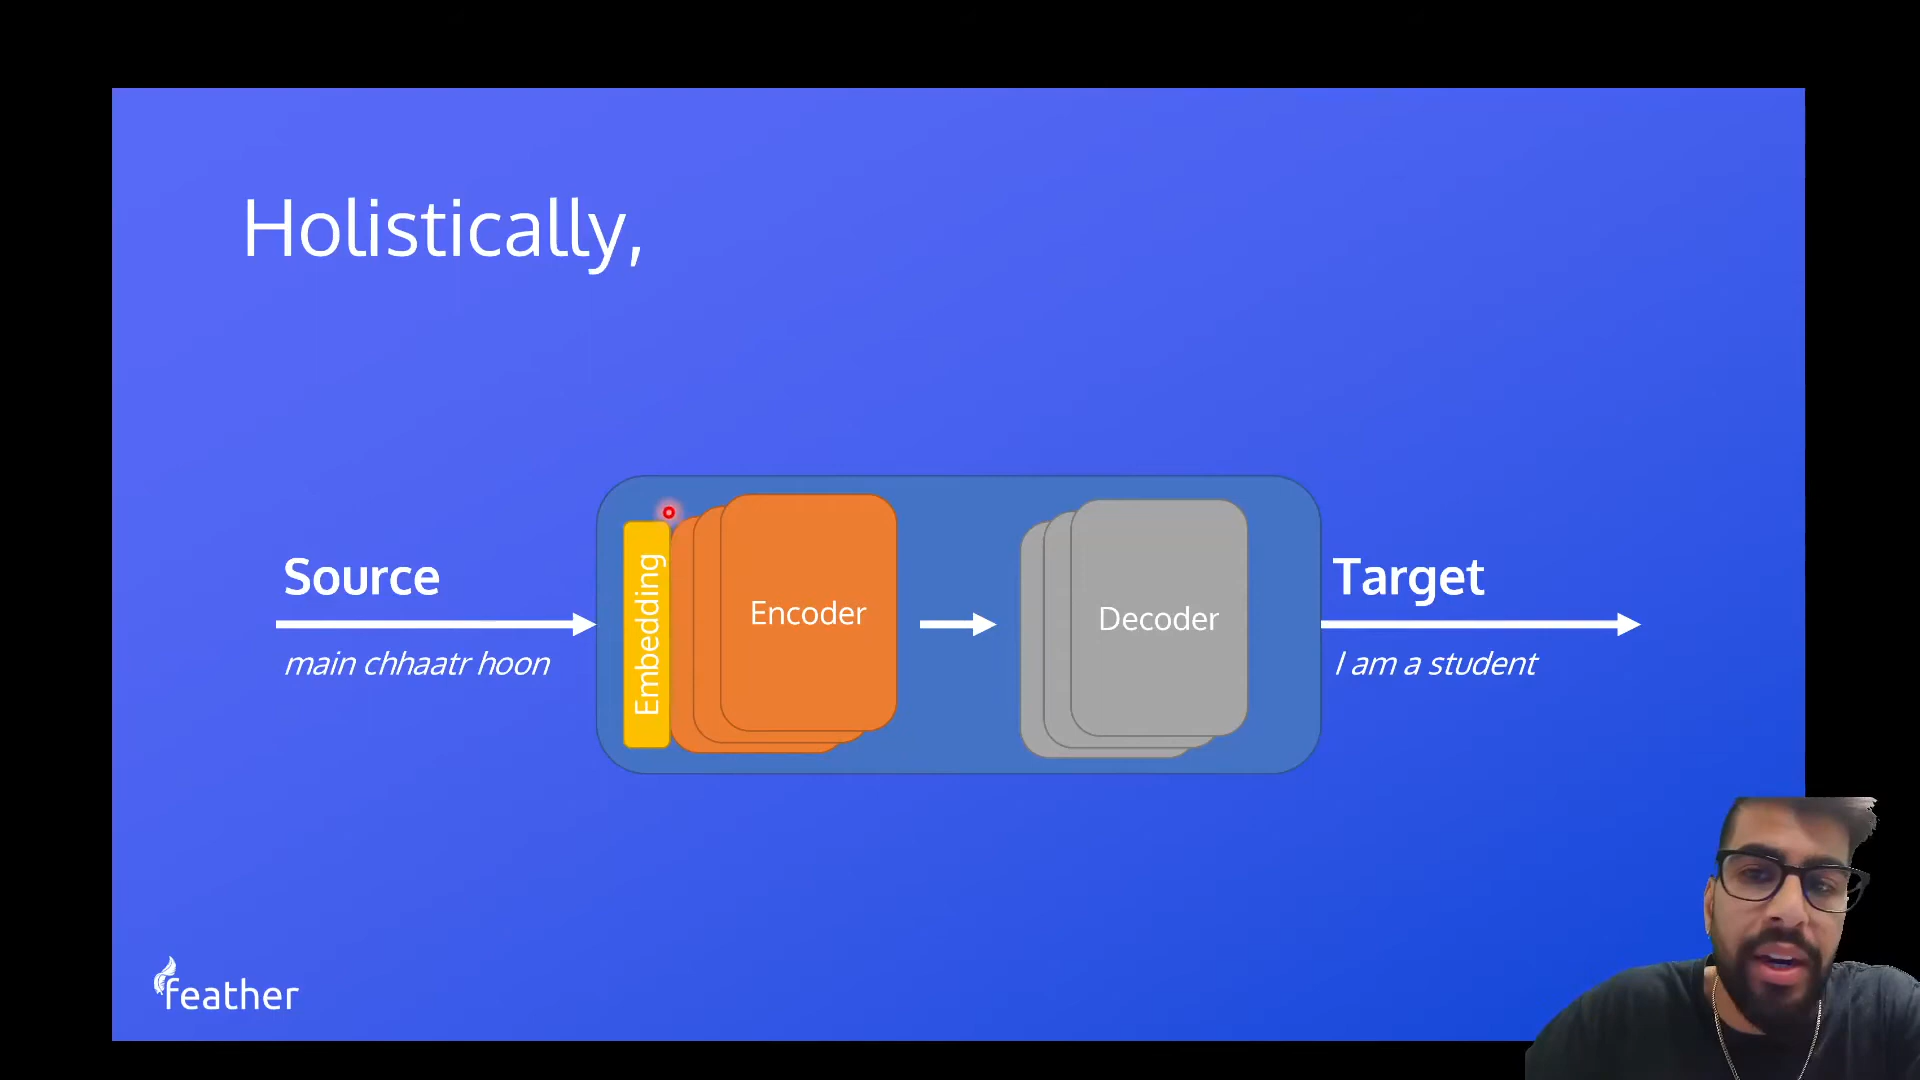 Holistically,
Source
main chhaatr hoon
Embedding
Encoder
Decoder
Target
I am a student
feather